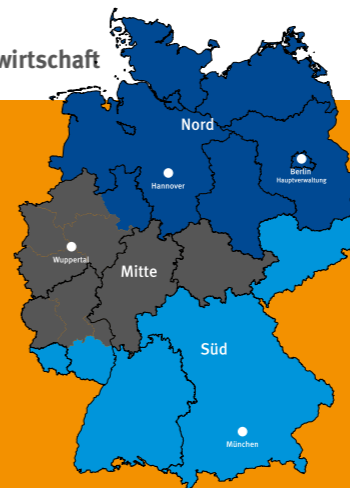 wirtschaft
Nord
Berlin
Hauptverwaltung
Hannover
Wuppertal
Mitte
Süd
München